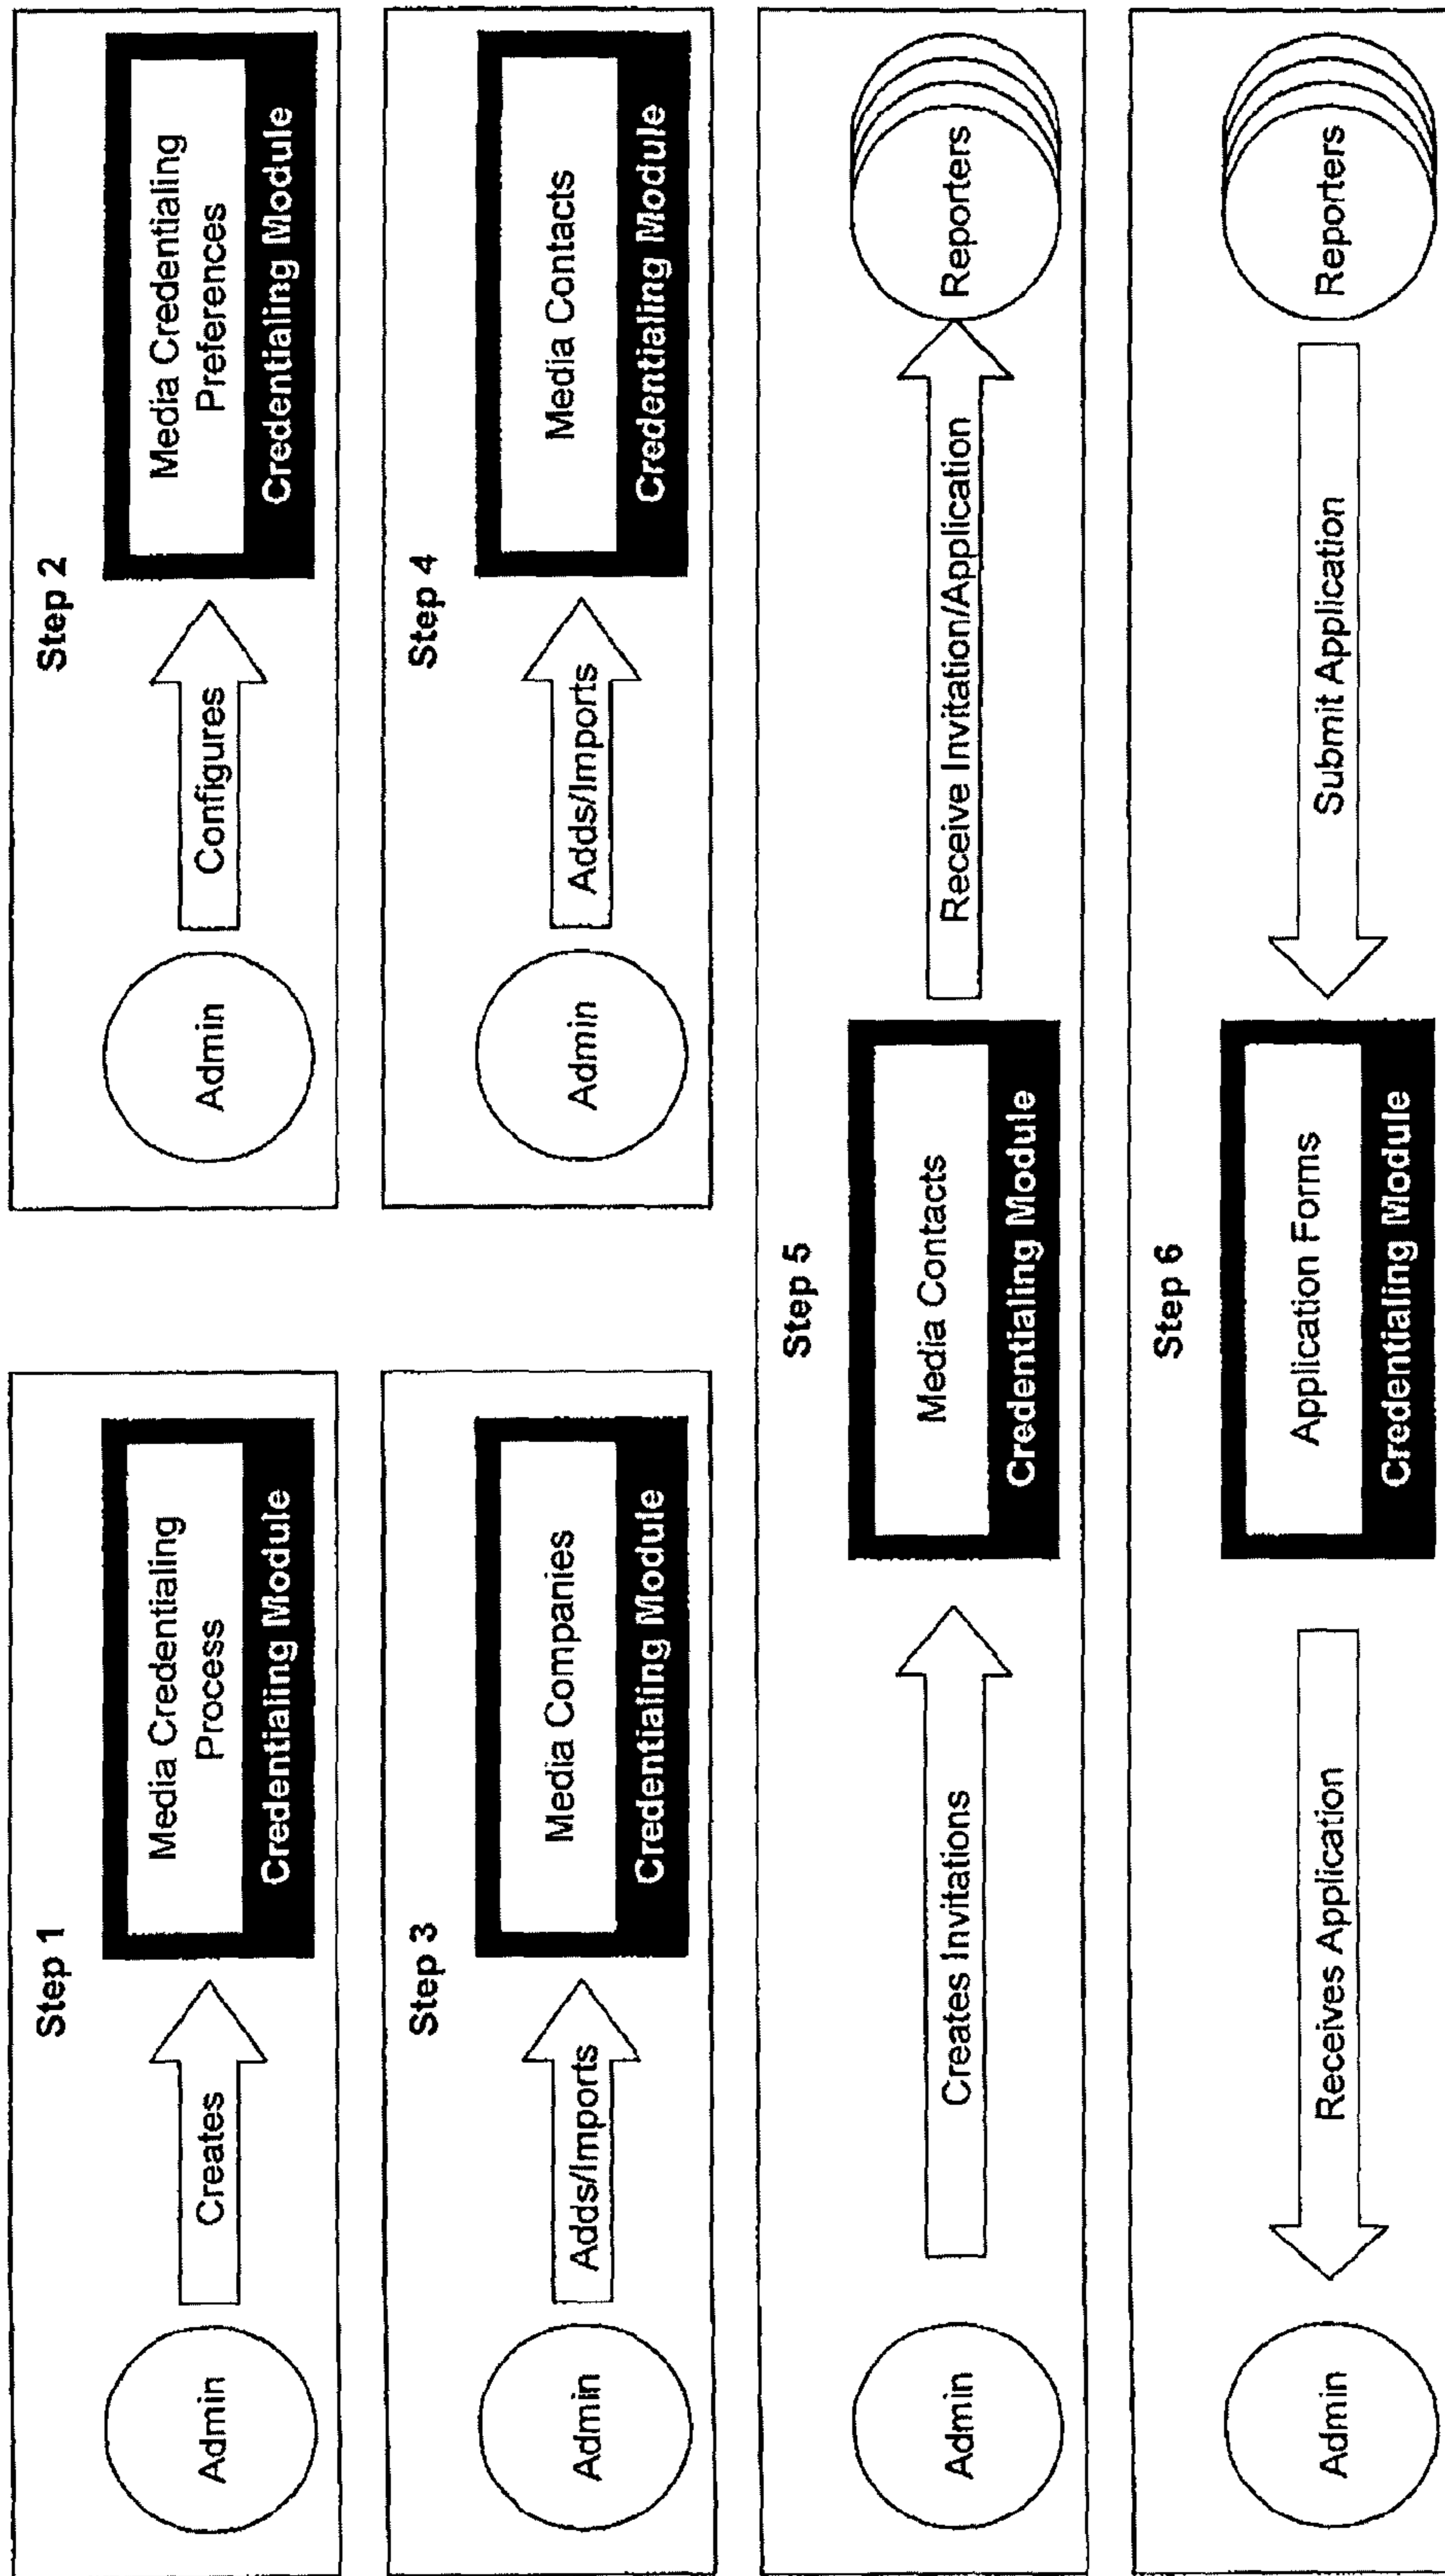 Step 1
Admin
Creates
Media Credentialing
Process
Credentialing Module
Step 2
Admin
Configures
Media Credentialing
Preferences
Credentialing Module
Step 3
Admin
Adds/Imports
Media Companies
Credentialing Module
Step 4
Admin
Adds/Imports
Media Contacts
Credentialing Module
Step 5
Admin
Creates Invitations
Media Contacts
Credentialing Module
Receive Invitation/Application
Reporters
Step 6
Admin
Receives Application
Application Forms
Credentialing Module
Submit Application
Reporters